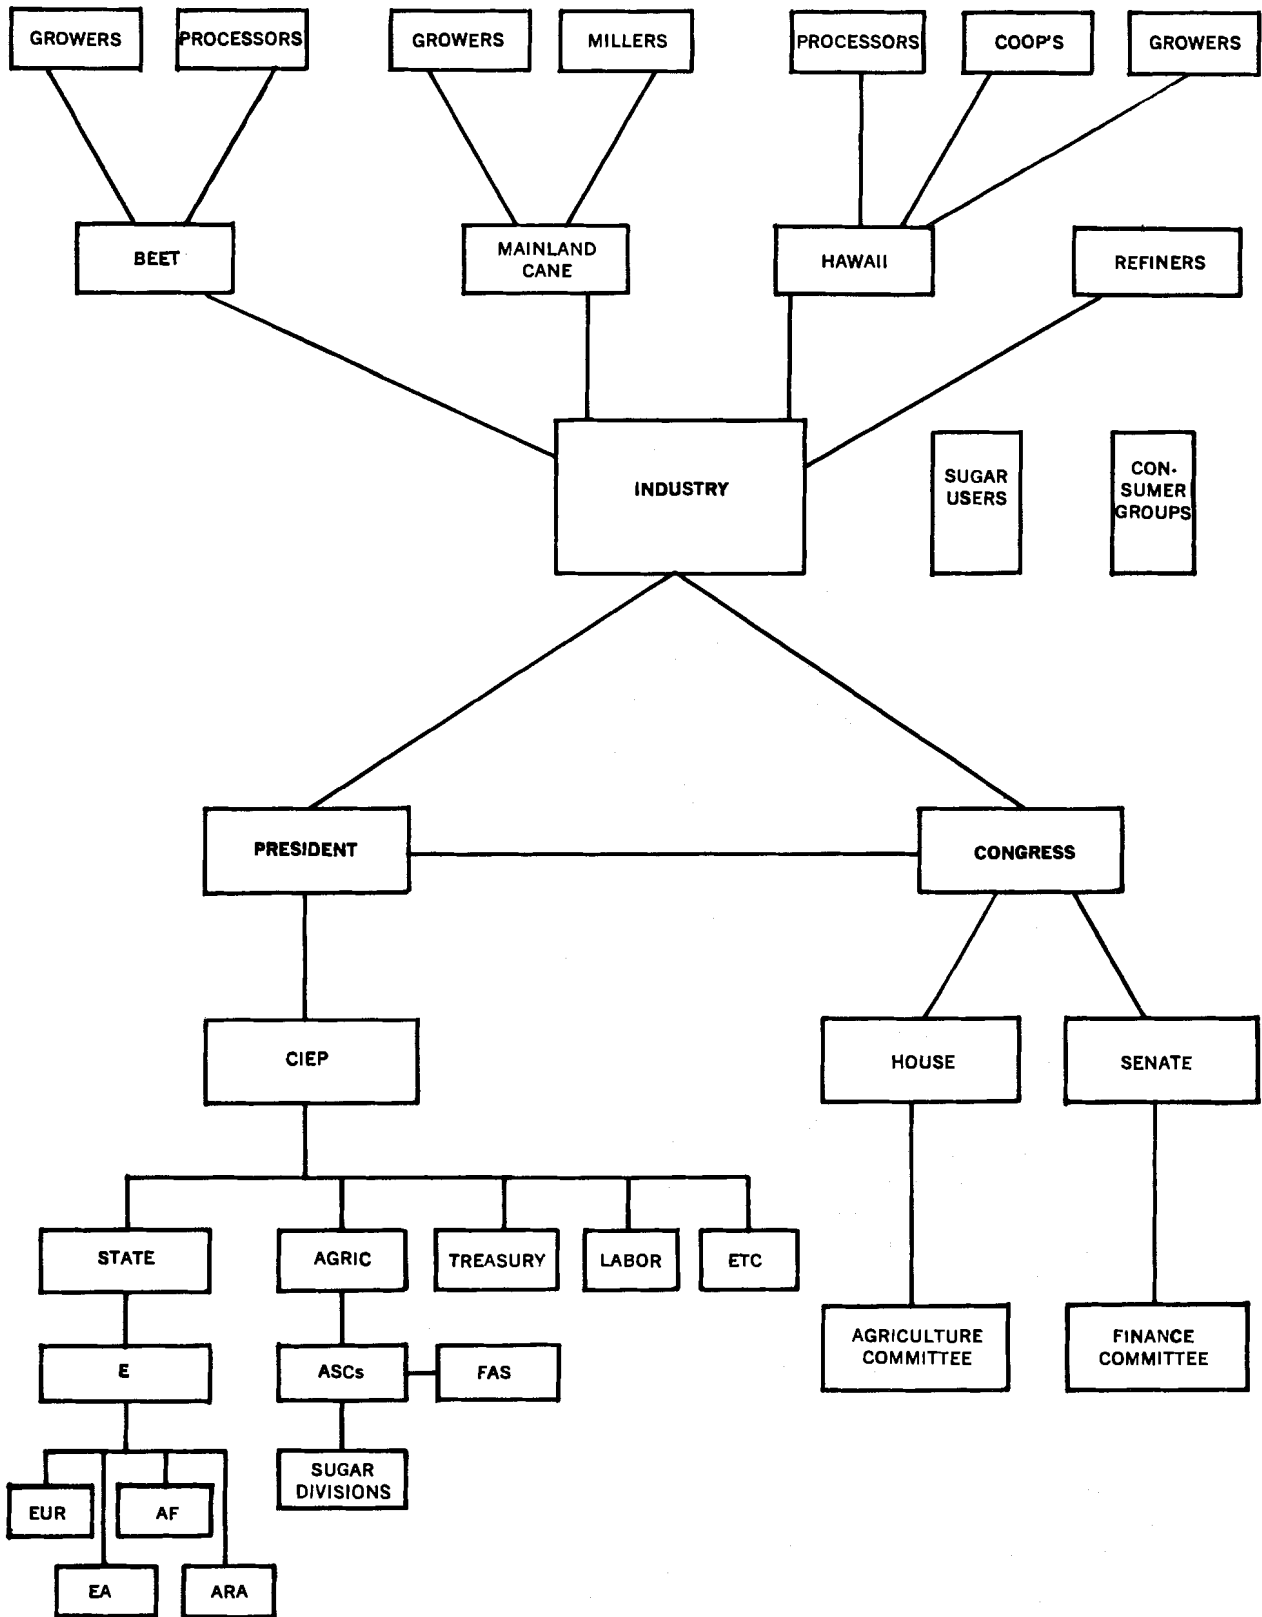 GROWERS
PROCESSORS
GROWERS
MILLERS
PROCESSORS
COOP'S
GROWERS
BEET
MAINLAND
CANE
HAWAII
REFINERS
INDUSTRY
SUGAR
USERS
CON-
SUMER
GROUPS
PRESIDENT
CONGRESS
CIEP
HOUSE
SENATE
STATE
AGRIC
TREASURY
LABOR
ETC
AGRICULTURE
COMMITTEE
FINANCE
COMMITTEE
E
ASCs
FAS
SUGAR
DIVISIONS
EUR
AF
EA
ARA